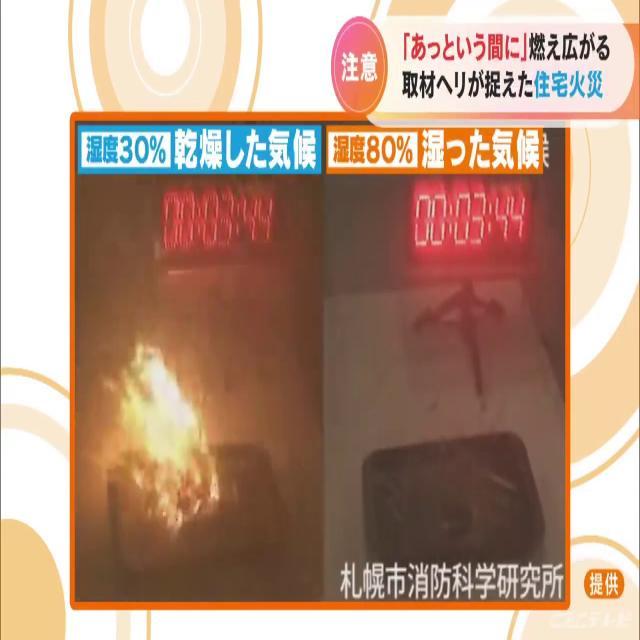 注意
「あっという間に」燃え広がる
取材ヘリが捉えた住宅火災
湿度30% 乾燥した気候
湿度80% 湿った気候
00:03:44
00:03:44
札幌市消防科学研究所
提供